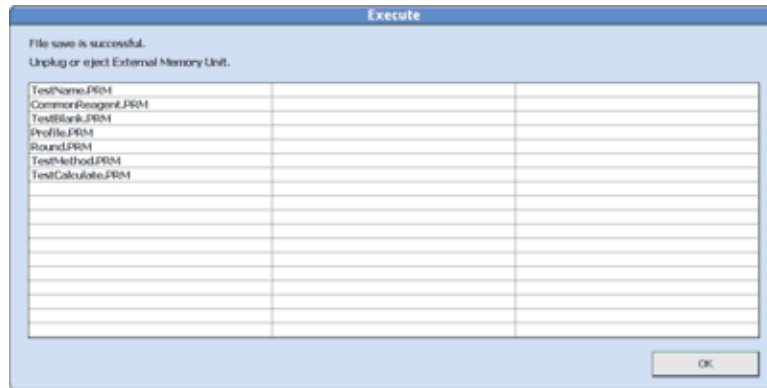 Execute
File save is successful.
Unplug or eject External Memory Unit.
TestName.PRM
CommonReagent.PRM
TestBlank.PRM
Profile.PRM
Round.PRM
TestMethod.PRM
TestCalculate.PRM
OK